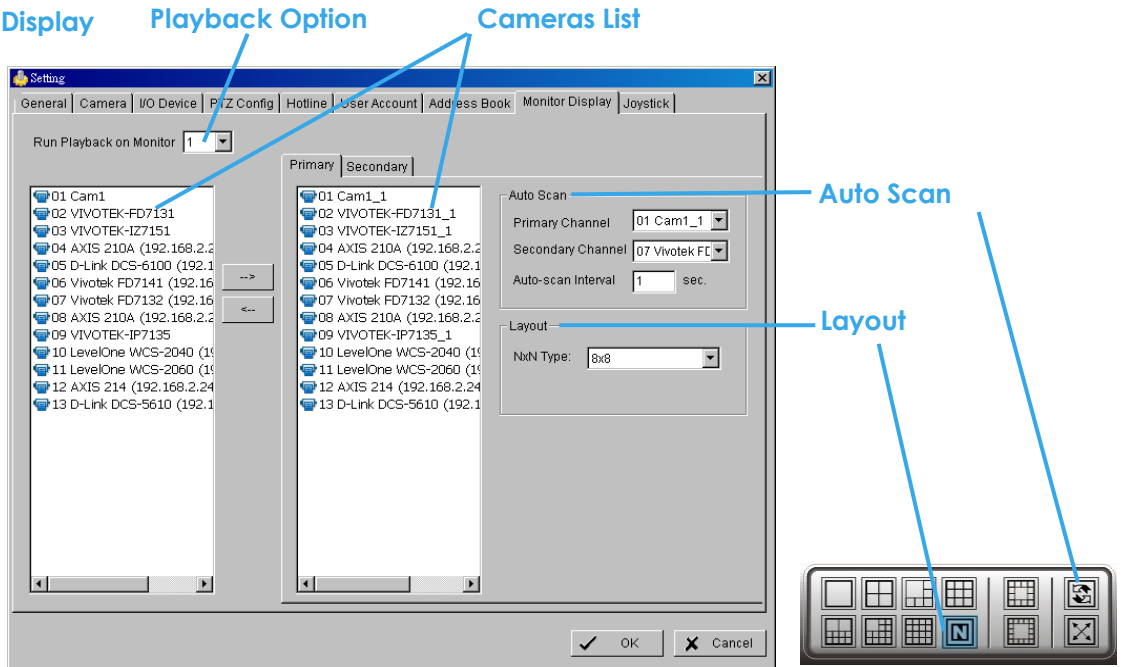 Display
Playback Option
Cameras List
Setting
General
Camera
I/O Device
PTZ Config
Hotline
User Account
Address Book
Monitor Display
Joystick
Run Playback on Monitor 1
01 Cam1
02 VIVOTEK-FD7131
03 VIVOTEK-IZ7151
04 AXIS 210A (192.168.2.2
05 D-Link DCS-6100 (192.1
06 Vivotek FD7141 (192.16
07 Vivotek FD7132 (192.16
08 AXIS 210A (192.168.2.2
09 VIVOTEK-IP7135
10 LevelOne WCS-2040 (19
11 LevelOne WCS-2060 (19
12 AXIS 214 (192.168.2.24
13 D-Link DCS-5610 (192.1
-->
<--
Primary
Secondary
01 Cam1_1
02 VIVOTEK-FD7131_1
03 VIVOTEK-IZ7151_1
04 AXIS 210A (192.168.2.2
05 D-Link DCS-6100 (192.1
06 Vivotek FD7141 (192.16
07 Vivotek FD7132 (192.16
08 AXIS 210A (192.168.2.2
09 VIVOTEK-IP7135_1
10 LevelOne WCS-2040 (19
11 LevelOne WCS-2060 (19
12 AXIS 214 (192.168.2.24
13 D-Link DCS-5610 (192.1
Auto Scan
Primary Channel 01 Cam1_1
Secondary Channel 07 Vivotek FD
Auto-scan Interval 1 sec.
Layout
NxN Type: 8x8
OK
Cancel
Auto Scan
Layout
N